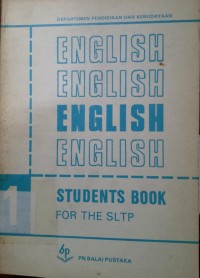 DEPARTEMEN PENDIDIKAN DAN KEBUDAYAAN
ENGLISH
ENGLISH
ENGLISH
ENGLISH
1
STUDENTS BOOK
FOR THE SLTP
bp
PN BALAI PUSTAKA